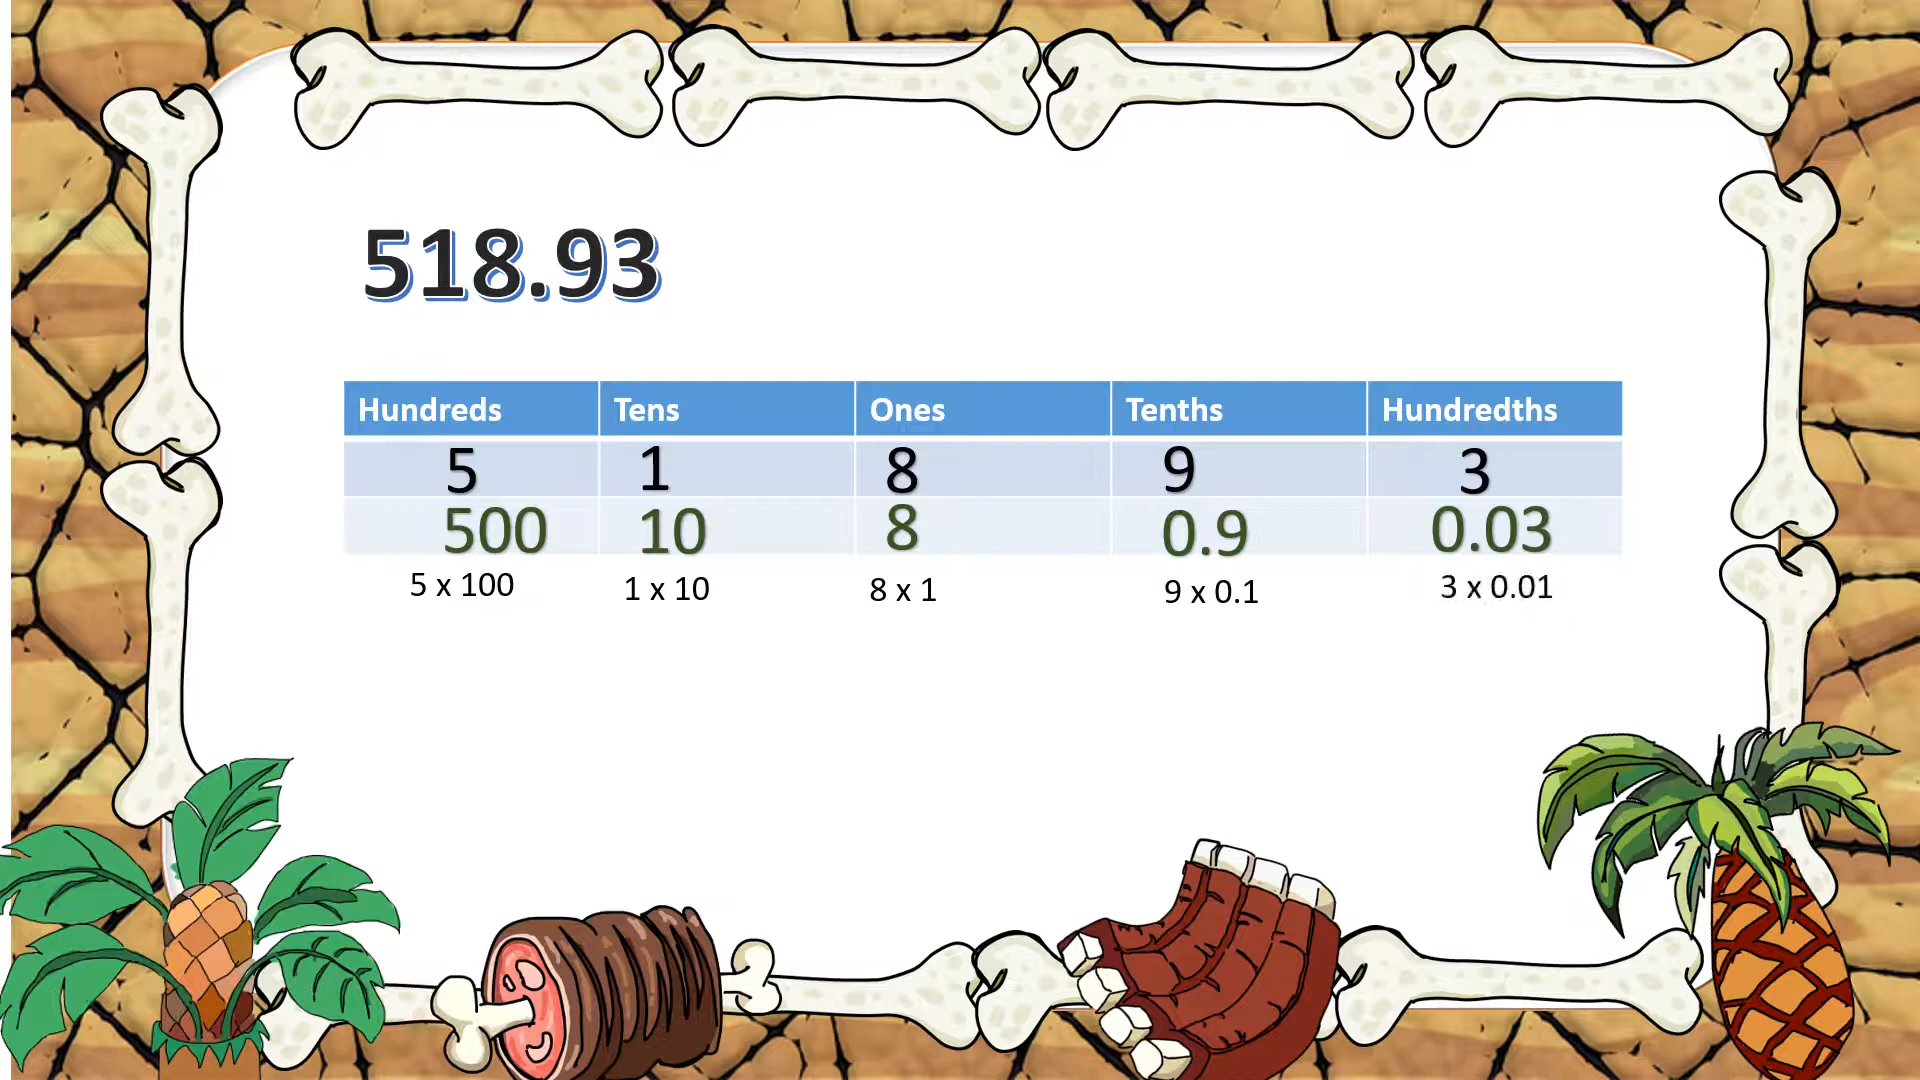 518.93
Hundreds Tens Ones Tenths Hundredths
5 1 8 9 3
500 10 8 0.9 0.03
5 x 100 1 x 10 8 x 1 9 x 0.1 3 x 0.01